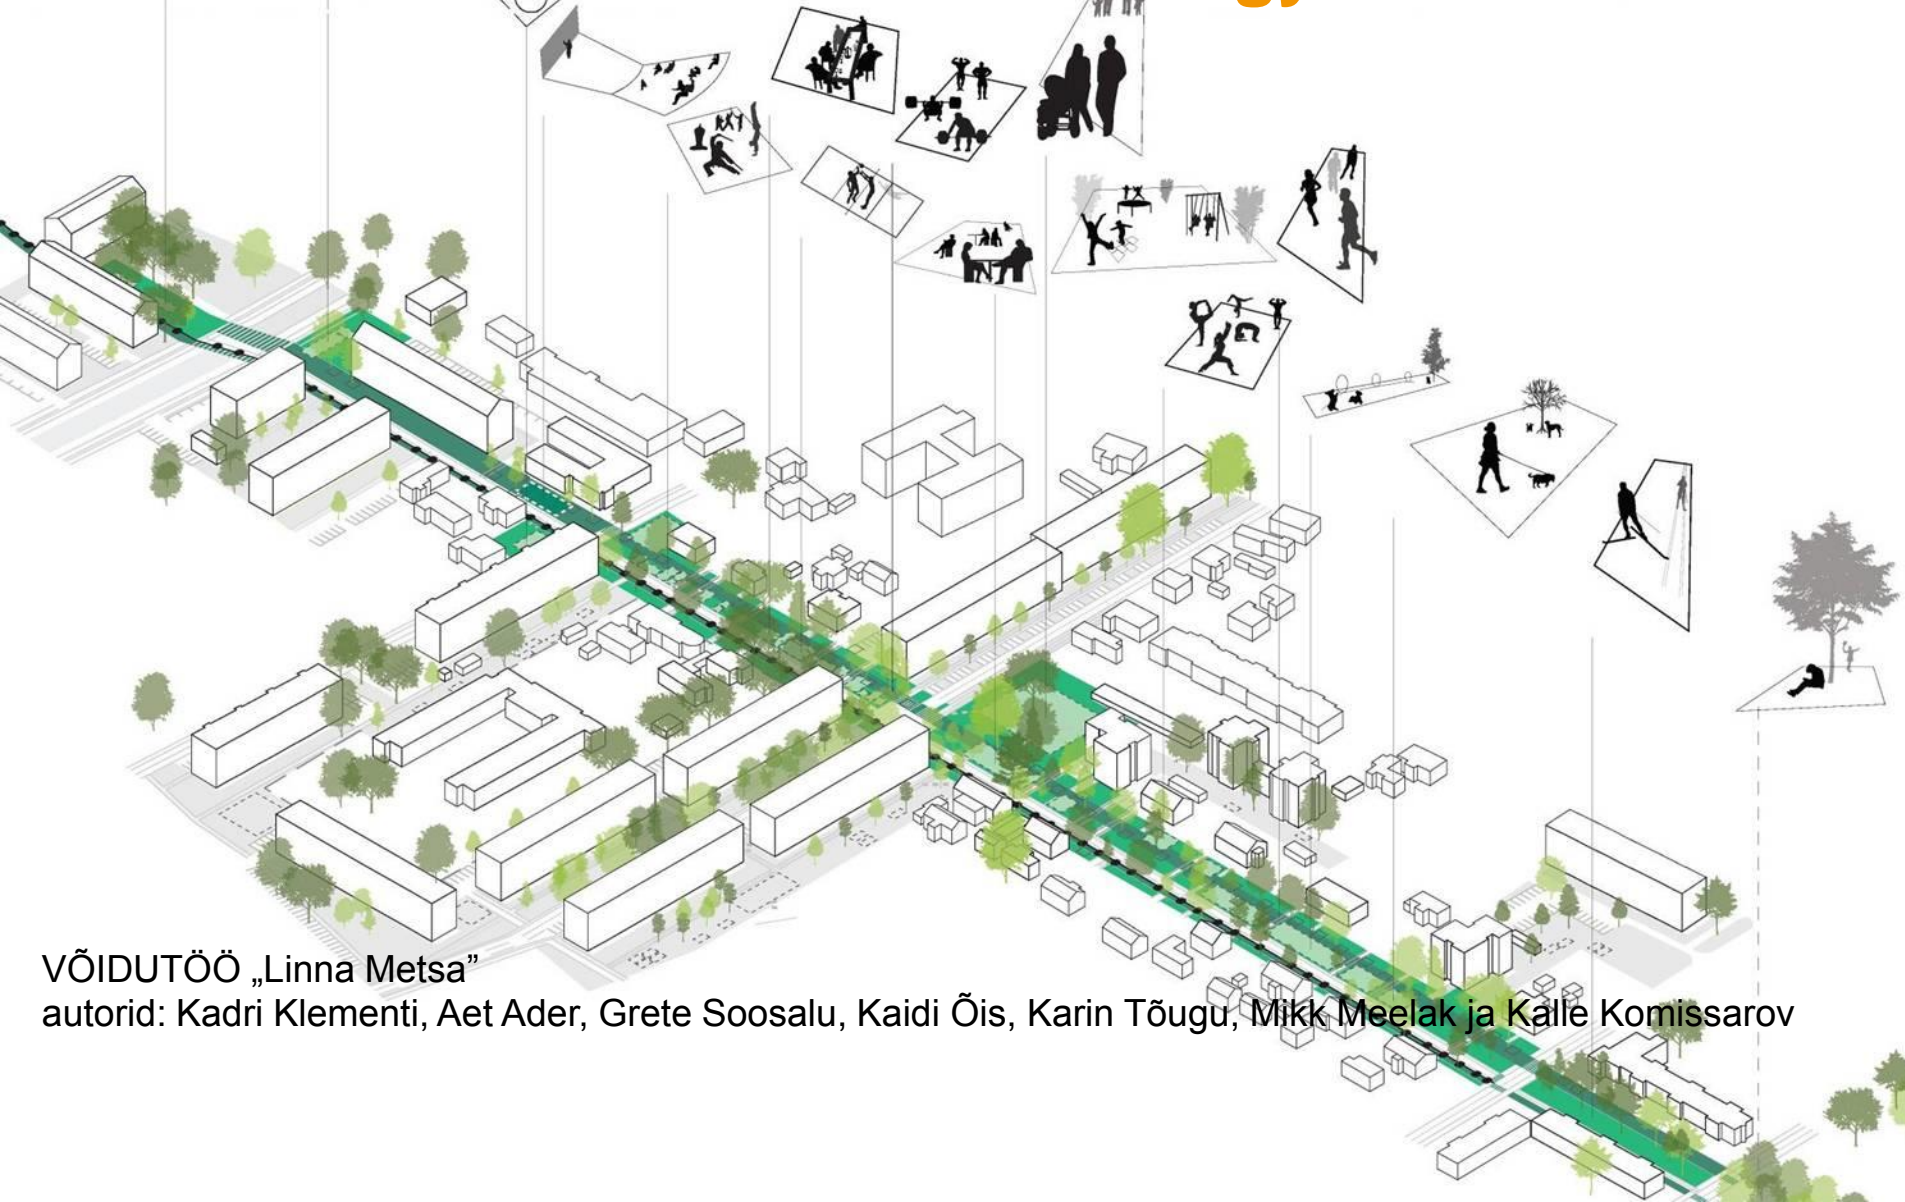 VÕIDUTÖÖ „Linna Metsa”
autorid: Kadri Klementi, Aet Ader, Grete Soosalu, Kaidi Õis, Karin Tõugu, Mikk Meelak ja Kalle Komissarov